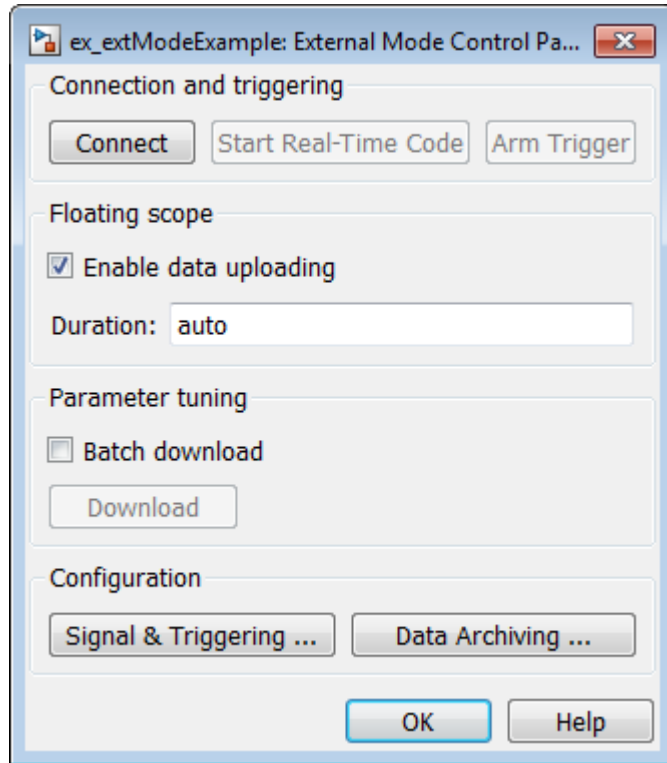 ex_extModeExample: External Mode Control Pa...
Connection and triggering
Connect Start Real-Time Code Arm Trigger
Floating scope
Enable data uploading
Duration: auto
Parameter tuning
Batch download
Download
Configuration
Signal & Triggering ... Data Archiving ...
OK Help